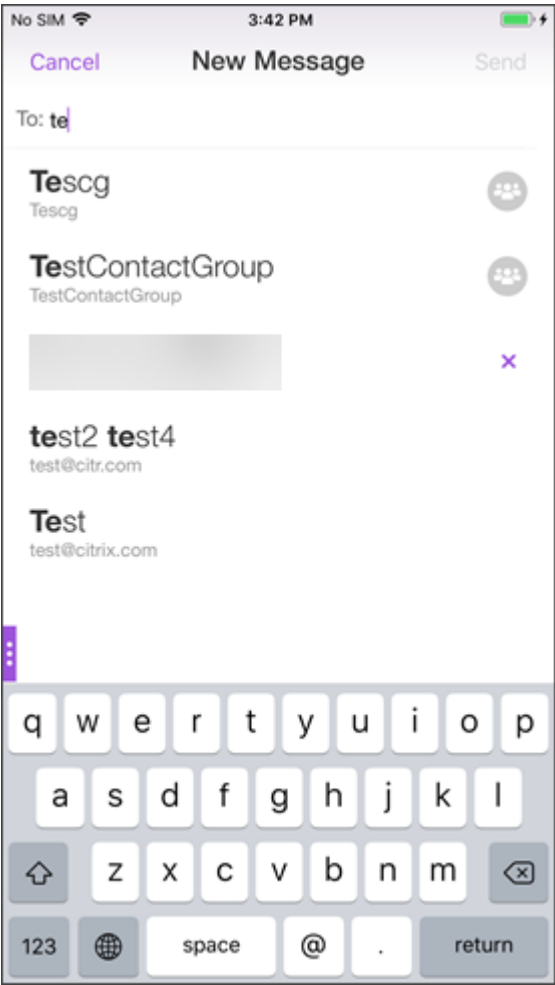 No SIM 3:42 PM
Cancel New Message Send
To: te
Tescg
Tescg
TestContactGroup
TestContactGroup
test2 test4
test@citr.com
Test
test@citrix.com
q w e r t y u i o p
a s d f g h j k l
z x c v b n m
123 space @ . return